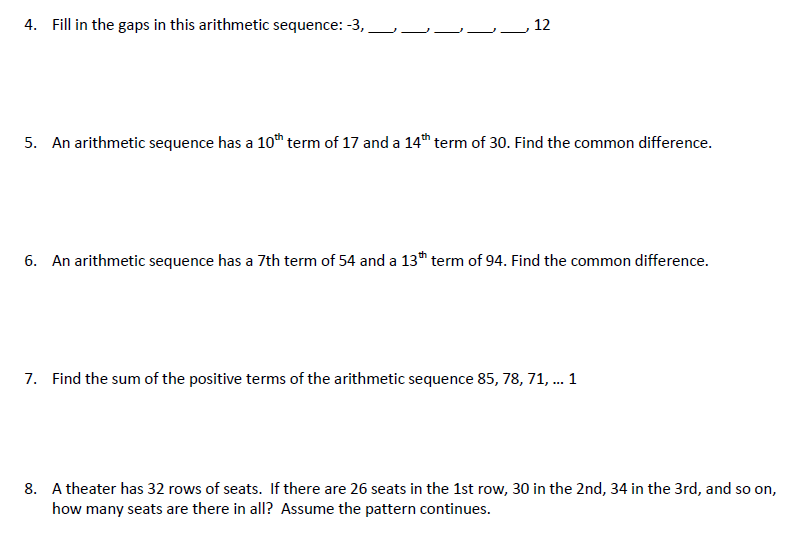 4. Fill in the gaps in this arithmetic sequence: -3, ___, ___, ___, ___, ___, 12
5. An arithmetic sequence has a 10th term of 17 and a 14th term of 30. Find the common difference.
6. An arithmetic sequence has a 7th term of 54 and a 13th term of 94. Find the common difference.
7. Find the sum of the positive terms of the arithmetic sequence 85, 78, 71, ... 1
8. A theater has 32 rows of seats. If there are 26 seats in the 1st row, 30 in the 2nd, 34 in the 3rd, and so on,
how many seats are there in all? Assume the pattern continues.